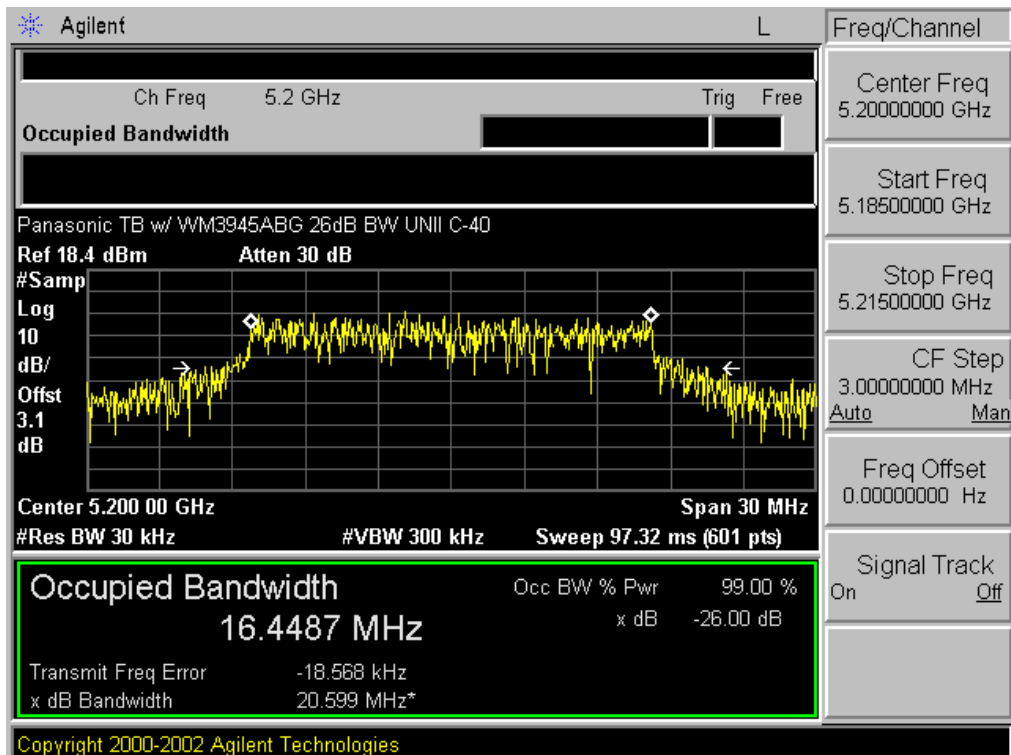 Agilent L
Ch Freq 5.2 GHz Trig Free
Occupied Bandwidth
Panasonic TB w/ WM3945ABG 26dB BW UNII C-40
Ref 18.4 dBm Atten 30 dB
#Samp
Log
10
dB/
Offst
3.1
dB
Center 5.200 00 GHz Span 30 MHz
#Res BW 30 kHz #VBW 300 kHz Sweep 97.32 ms (601 pts)
Occupied Bandwidth
16.4487 MHz
Occ BW % Pwr 99.00 %
x dB -26.00 dB
Transmit Freq Error -18.568 kHz
x dB Bandwidth 20.599 MHz*
Copyright 2000-2002 Agilent Technologies
Freq/Channel
Center Freq
5.20000000 GHz
Start Freq
5.18500000 GHz
Stop Freq
5.21500000 GHz
CF Step
3.00000000 MHz
Auto Man
Freq Offset
0.00000000 Hz
Signal Track
On Off